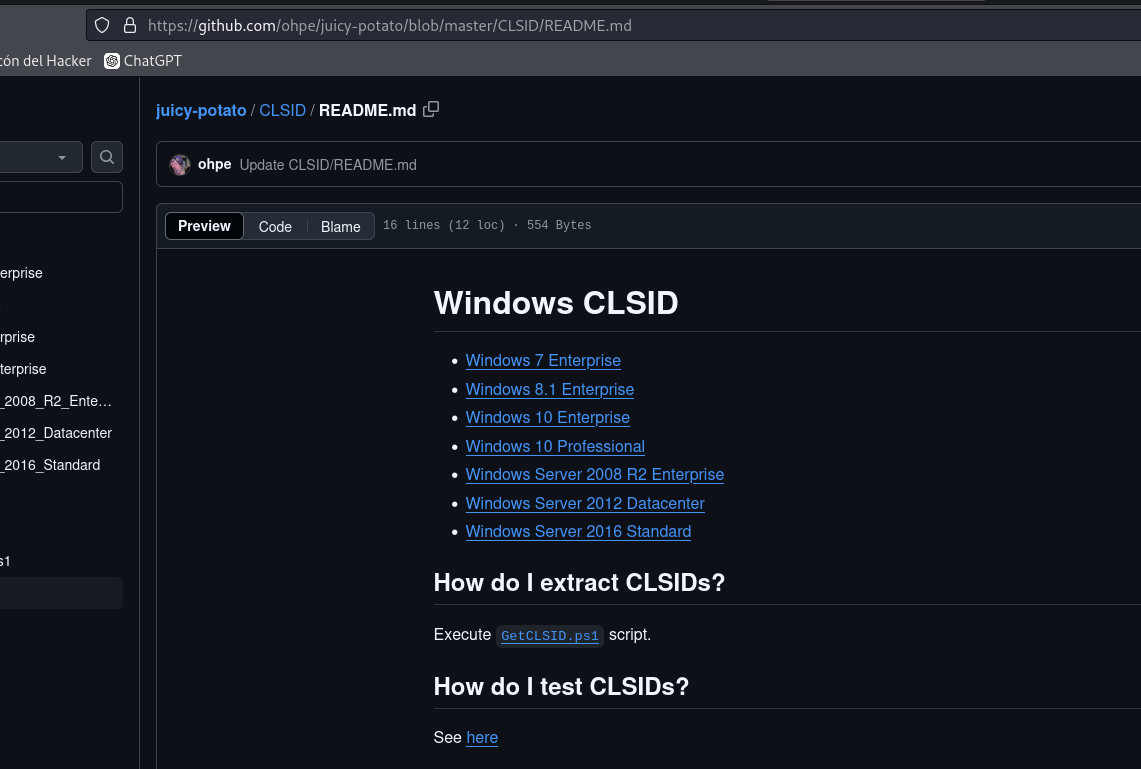 https://github.com/ohpe/juicy-potato/blob/master/CLSID/README.md
cón del Hacker ChatGPT
juicy-potato / CLSID / README.md
ohpe Update CLSID/README.md
Preview Code Blame 16 lines (12 loc) · 554 Bytes
erprise
rprise
terprise
_2008_R2_Ente...
_2012_Datacenter
_2016_Standard
s1
Windows CLSID
• Windows 7 Enterprise
• Windows 8.1 Enterprise
• Windows 10 Enterprise
• Windows 10 Professional
• Windows Server 2008 R2 Enterprise
• Windows Server 2012 Datacenter
• Windows Server 2016 Standard
How do I extract CLSIDs?
Execute GetCLSID.ps1 script.
How do I test CLSIDs?
See here